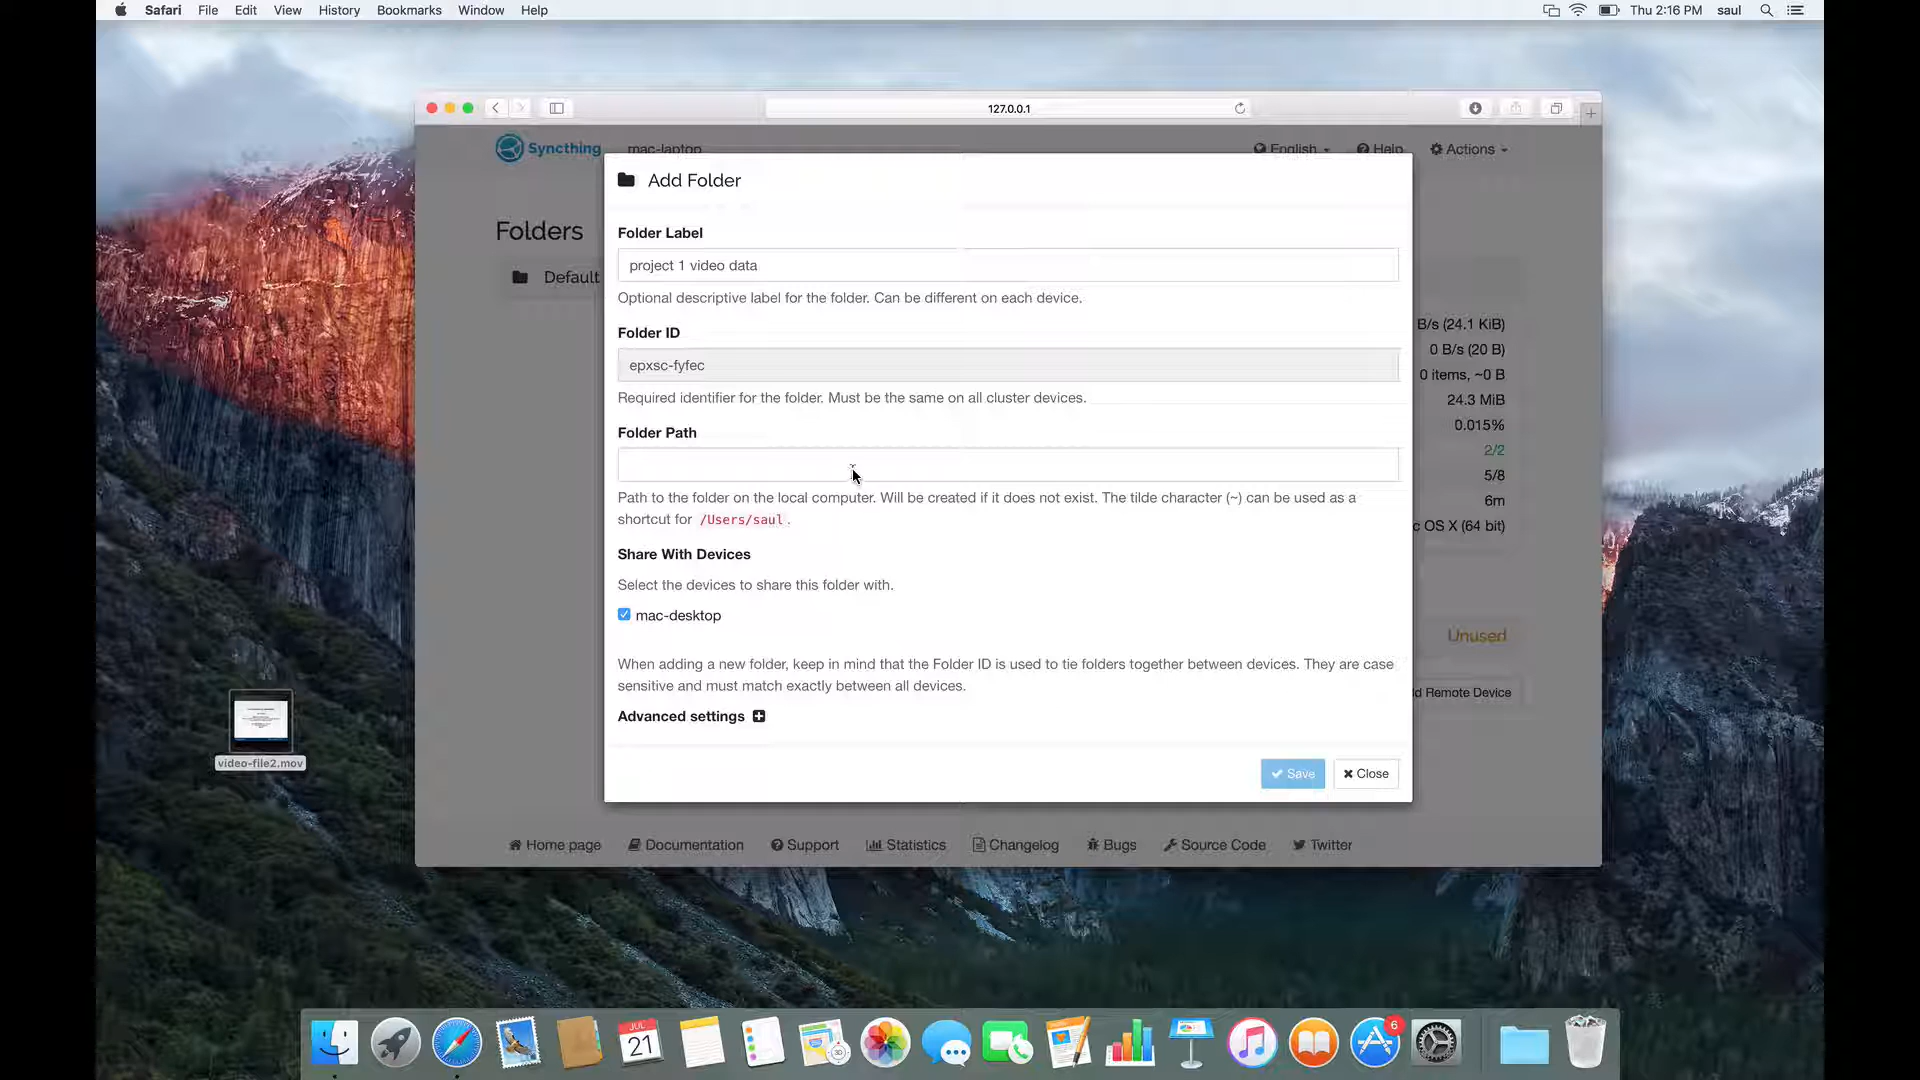 Safari File Edit View History Bookmarks Window Help Thu 2:16 PM saul
127.0.0.1
Syncthing mac-laptop English Help Actions
Add Folder
Folders
Folder Label
project 1 video data
Default
Optional descriptive label for the folder. Can be different on each device.
B/s (24.1 KiB)
Folder ID
0 B/s (20 B)
epxsc-fyfec
0 items, ~0 B
Required identifier for the folder. Must be the same on all cluster devices.
24.3 MiB
Folder Path
0.015%
2/2
5/8
Path to the folder on the local computer. Will be created if it does not exist. The tilde character (~) can be used as a
6m
shortcut for /Users/saul.
c OS X (64 bit)
Share With Devices
Select the devices to share this folder with.
mac-desktop
Unused
When adding a new folder, keep in mind that the Folder ID is used to tie folders together between devices. They are case
sensitive and must match exactly between all devices.
d Remote Device
Advanced settings
video-file2.mov
Save Close
Home page Documentation Support Statistics Changelog Bugs Source Code Twitter
JUL
21
3D
6